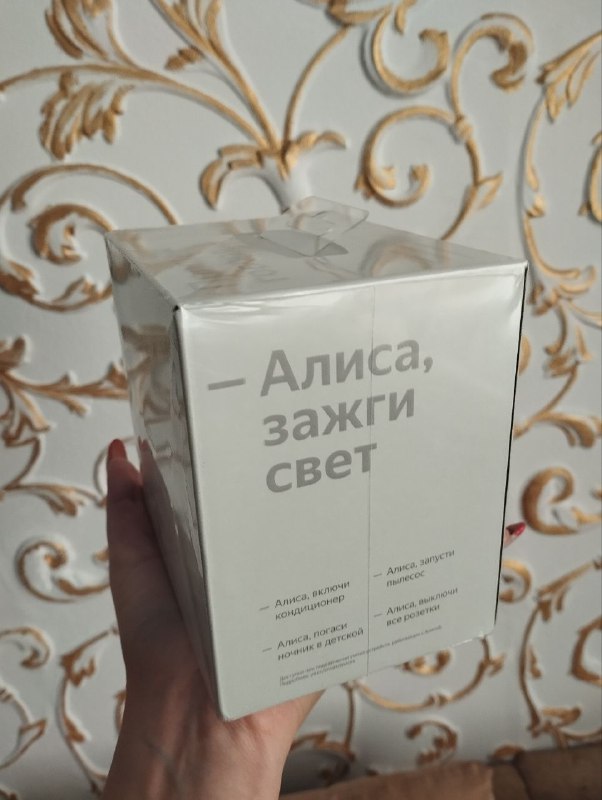 — Алиса,
зажги
свет
— Алиса, включи
кондиционер
— Алиса, погаси
ночник в детской
— Алиса, запусти
пылесос
— Алиса, выключи
все розетки